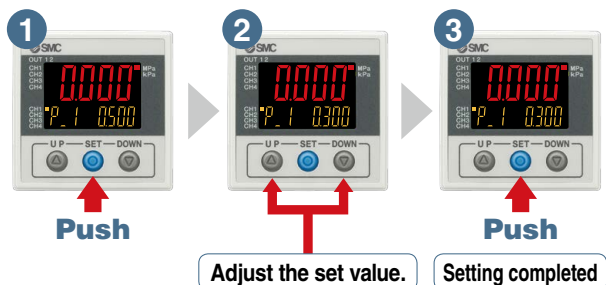 1
SMC
OUT 1 2
CH1
CH2
CH3
CH4
0.000
MPa
kPa
CH1
CH2
CH3
CH4
P_1 0.500
UP SET DOWN
Push
2
SMC
OUT 1 2
CH1
CH2
CH3
CH4
0.000
MPa
kPa
CH1
CH2
CH3
CH4
P_1 0.300
UP SET DOWN
Adjust the set value.
3
SMC
OUT 1 2
CH1
CH2
CH3
CH4
0.000
MPa
kPa
CH1
CH2
CH3
CH4
P_1 0.300
UP SET DOWN
Push
Setting completed